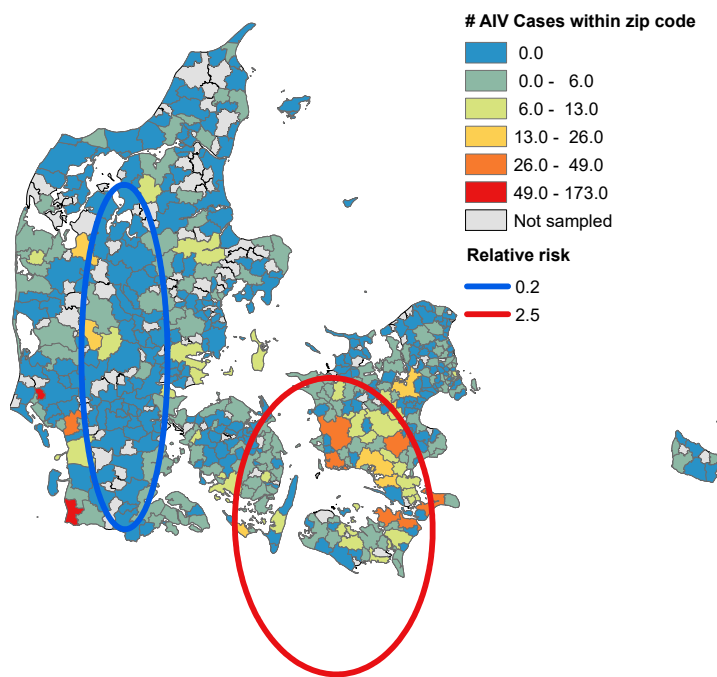 # AIV Cases within zip code
0.0
0.0 - 6.0
6.0 - 13.0
13.0 - 26.0
26.0 - 49.0
49.0 - 173.0
Not sampled
Relative risk
0.2
2.5